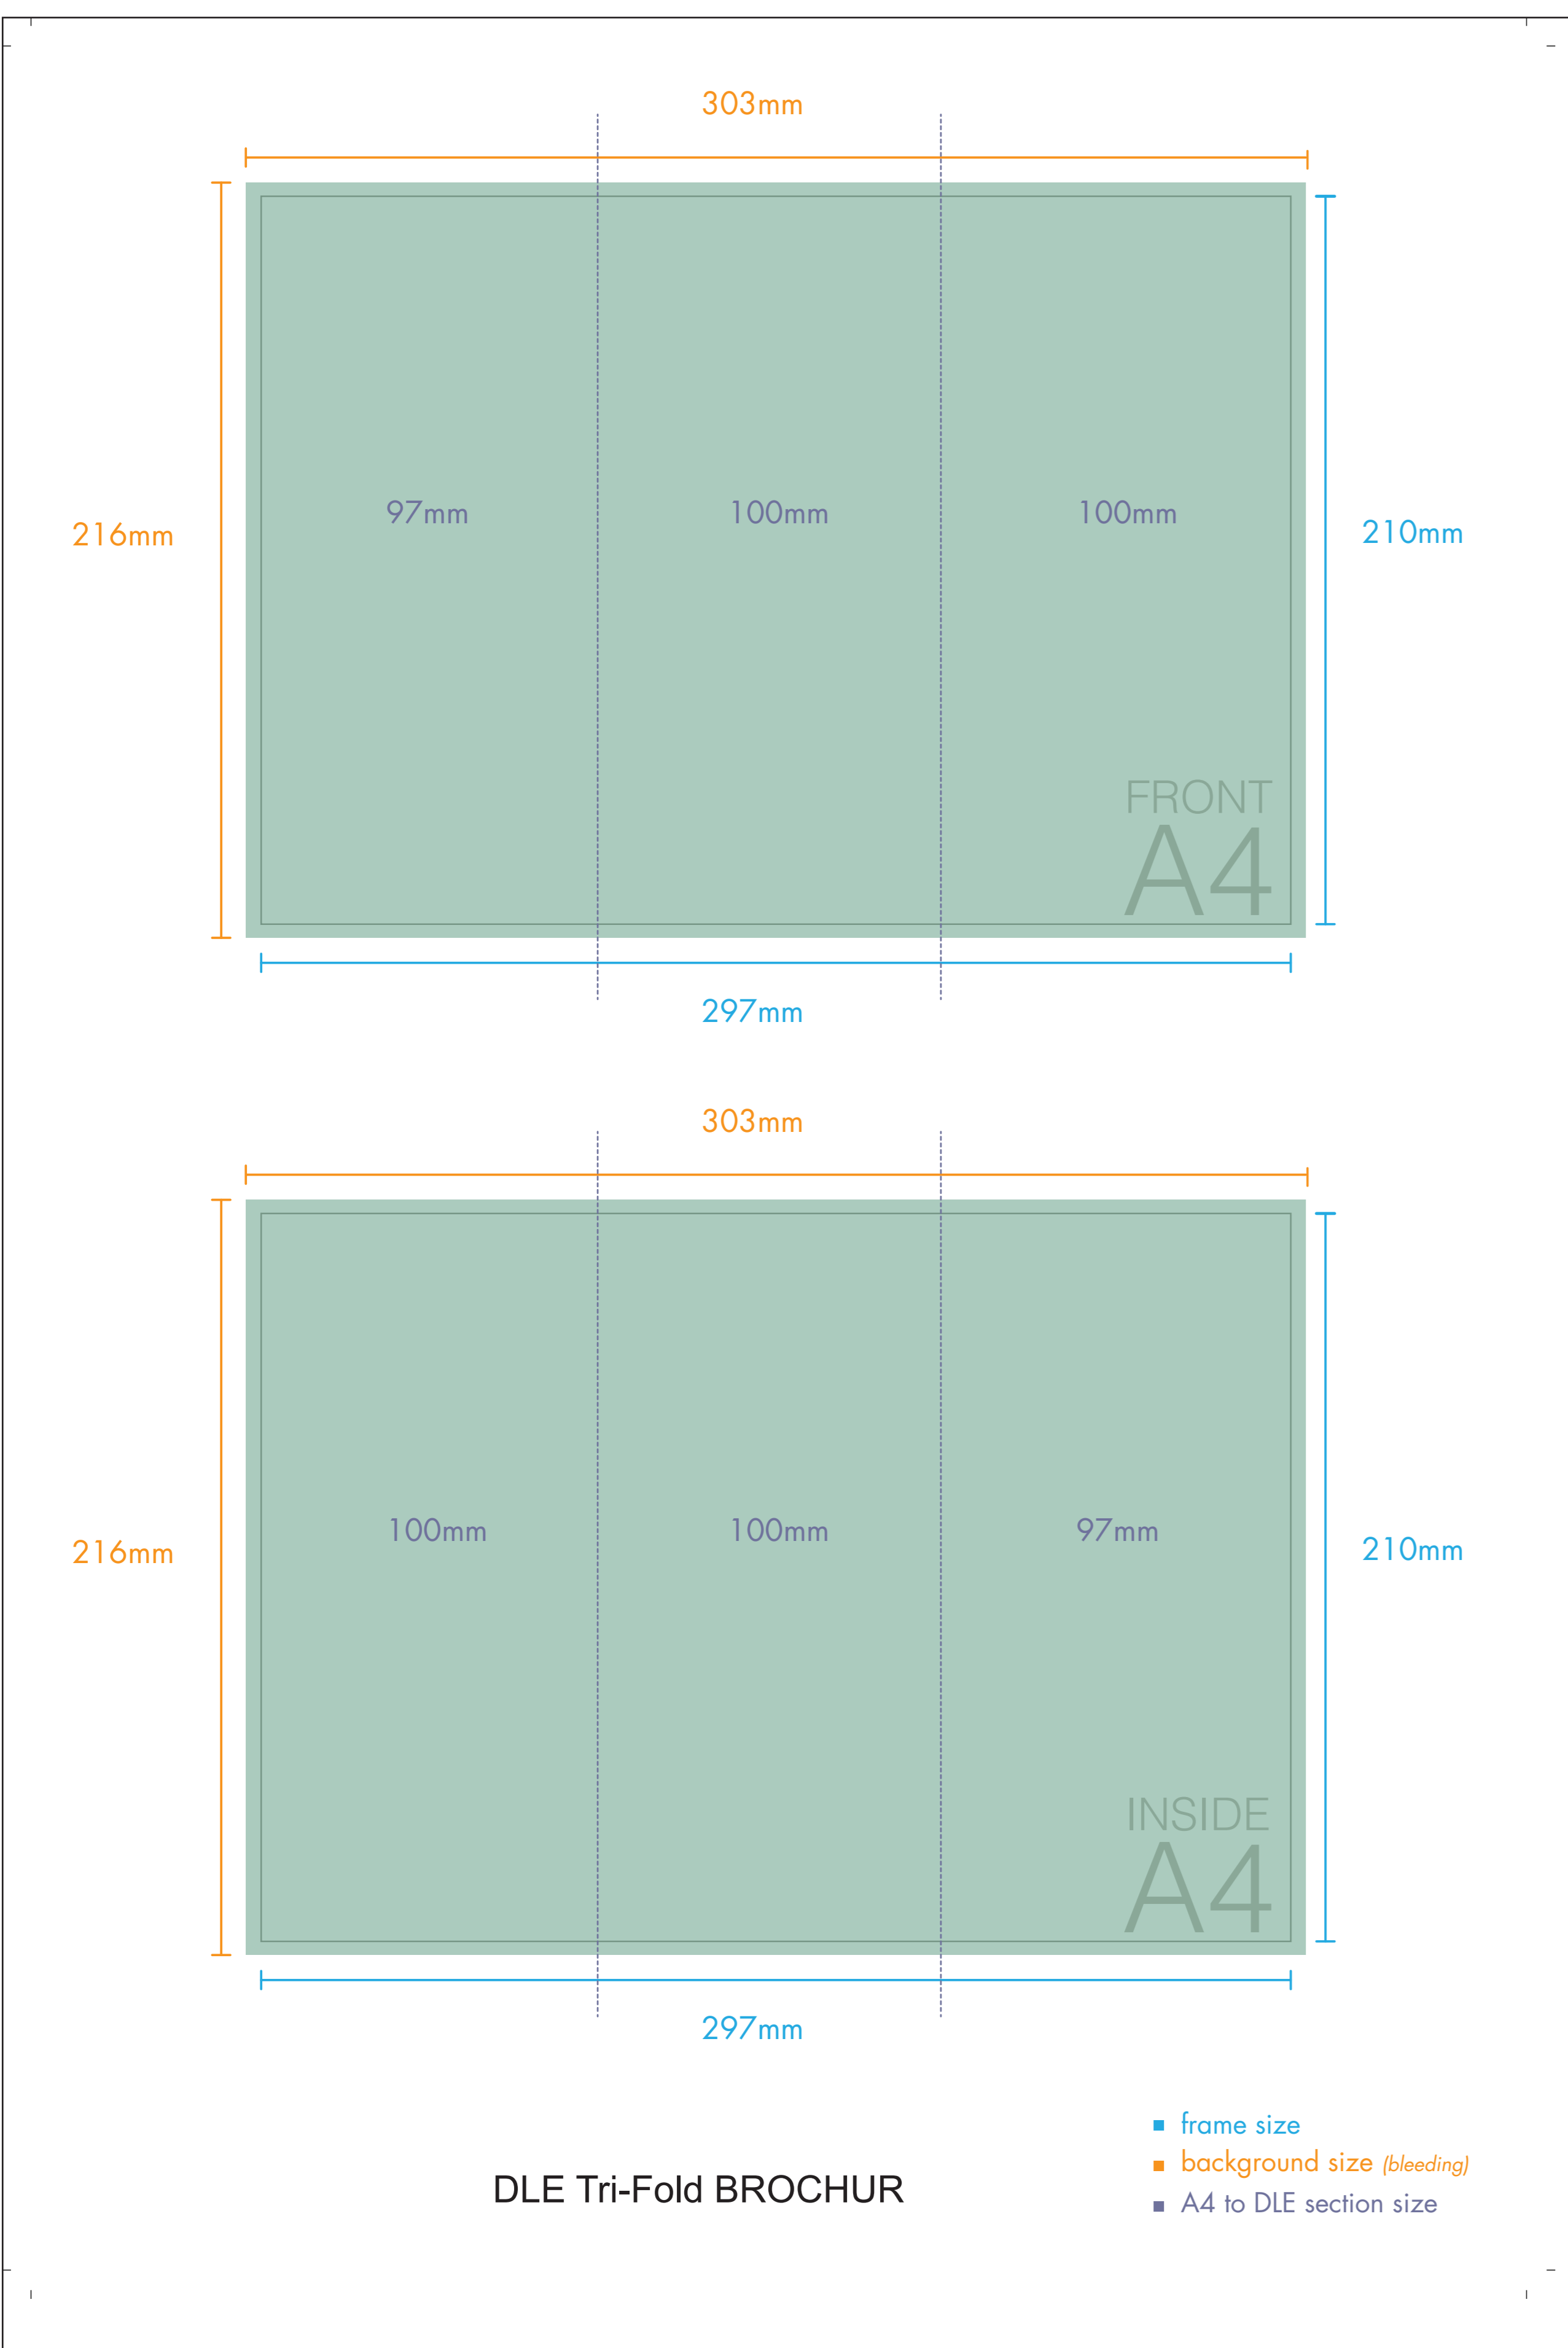 303mm
216mm
97mm 100mm 100mm
210mm
FRONT
A4
297mm
303mm
216mm
100mm 100mm 97mm
210mm
INSIDE
A4
297mm
frame size
background size (bleeding)
A4 to DLE section size
DLE Tri-Fold BROCHUR